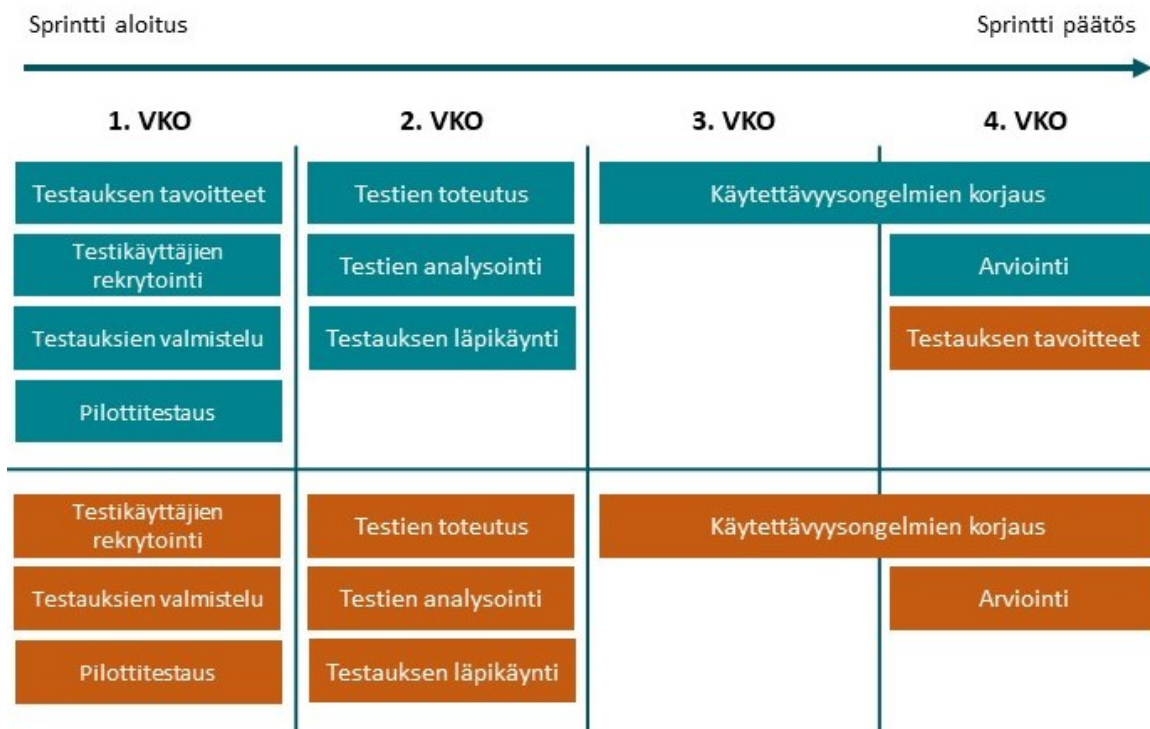 Sprintti aloitus
Sprintti päätös
1. VKO
2. VKO
3. VKO
4. VKO
Testauksen tavoitteet
Testien toteutus
Käytettävyysongelmien korjaus
Testikäyttäjien
rekrytointi
Testien analysointi
Arviointi
Testauksien valmistelu
Testauksen läpikäynti
Testauksen tavoitteet
Pilottitestaus
Testikäyttäjien
rekrytointi
Testien toteutus
Käytettävyysongelmien korjaus
Testauksien valmistelu
Testien analysointi
Arviointi
Pilottitestaus
Testauksen läpikäynti